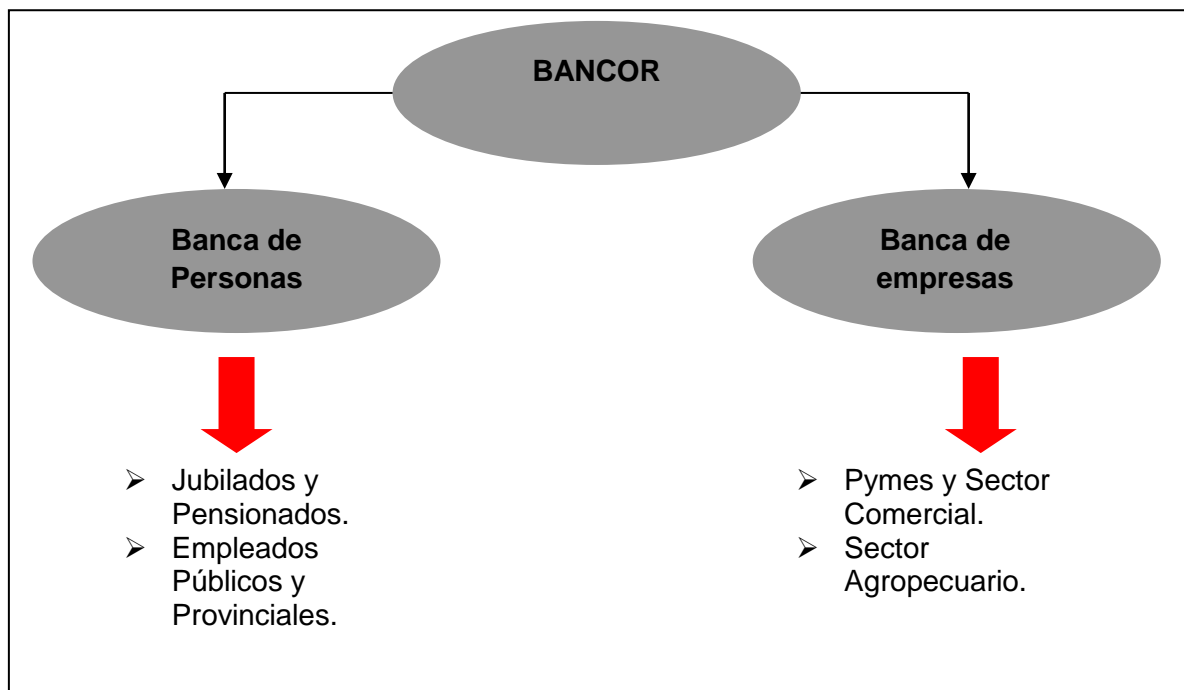 BANCOR
Banca de
Personas
Banca de
empresas
➢ Jubilados y
Pensionados.
➢ Empleados
Públicos y
Provinciales.
➢ Pymes y Sector
Comercial.
➢ Sector
Agropecuario.